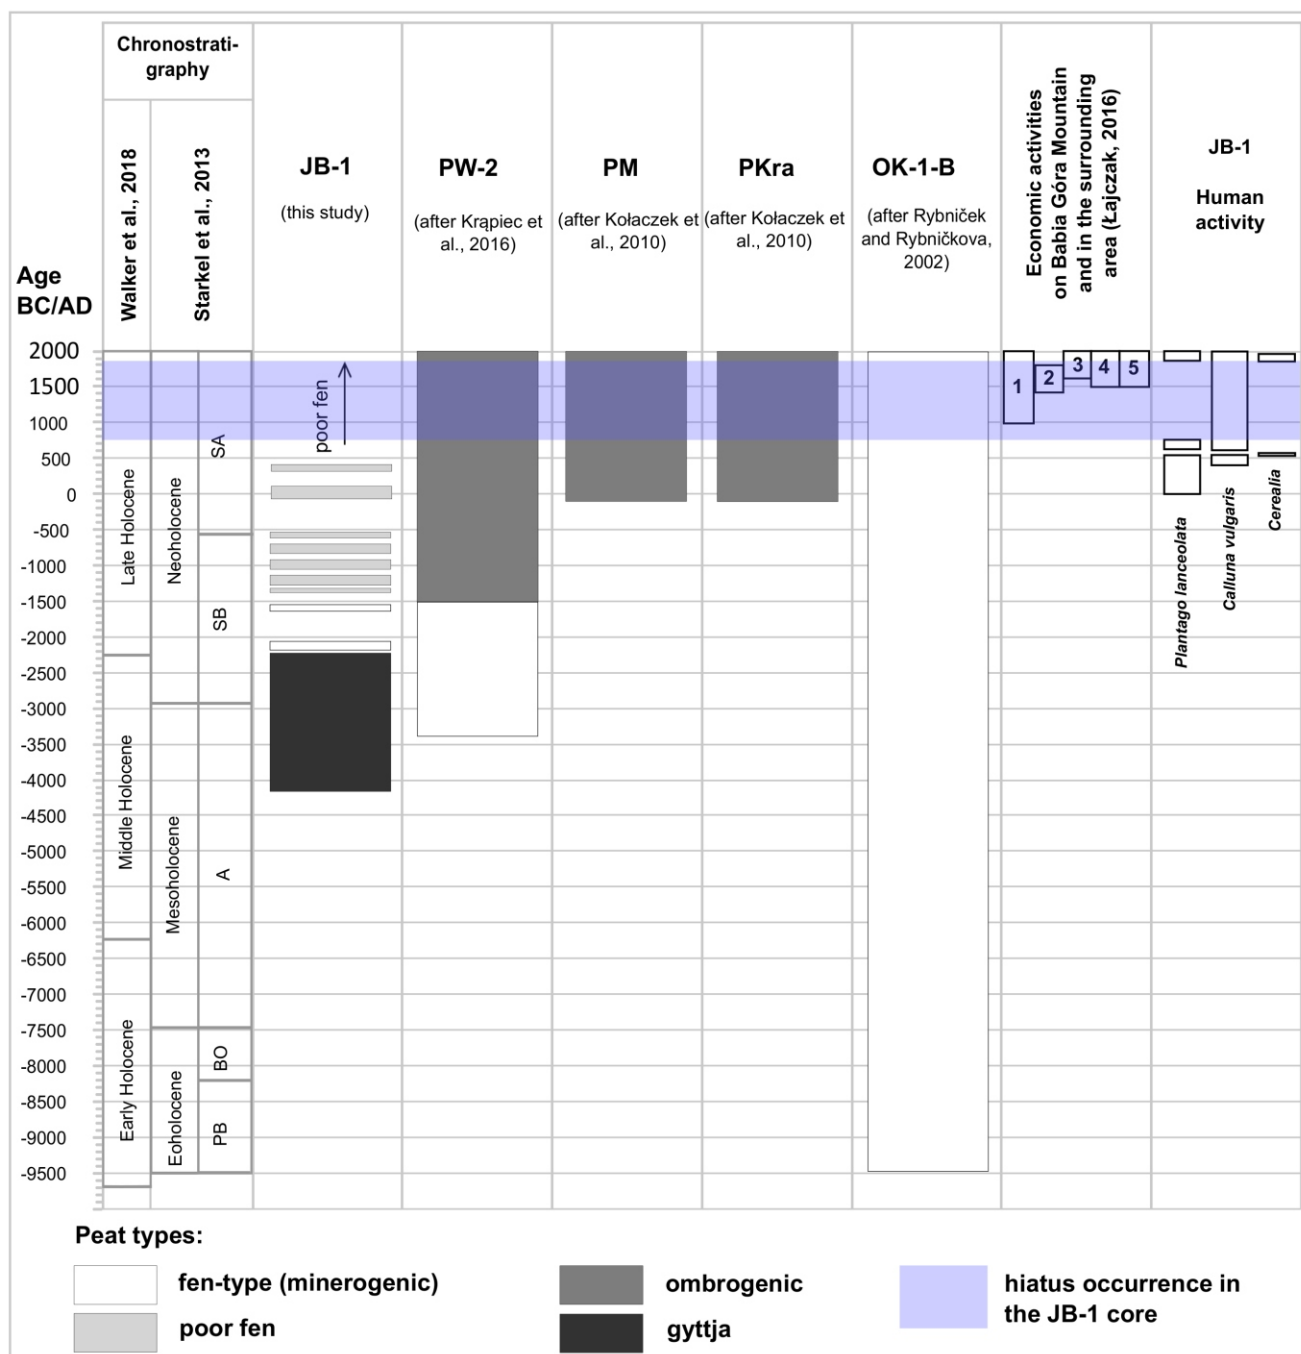 Chronostrati-
graphy
Walker et al., 2018
Starkel et al., 2013
Age
BC/AD
JB-1
(this study)
PW-2
(after Krąpiec et
al., 2016)
PM
(after Kołaczek et
al., 2010)
PKra
(after Kołaczek et
al., 2010)
OK-1-B
(after Rybniček
and Rybničkova,
2002)
Economic activities
on Babia Góra Mountain
and in the surrounding
area (Łajczak, 2016)
JB-1
Human
activity
2000
1500
1000
500
0
-500
-1000
-1500
-2000
-2500
-3000
-3500
-4000
-4500
-5000
-5500
-6000
-6500
-7000
-7500
-8000
-8500
-9000
-9500
Late Holocene
Middle Holocene
Early Holocene
Neoholocene
Mesoholocene
Eoholocene
SA
SB
A
BO
PB
poor fen
1
2
3
4
5
Plantago lanceolata
Calluna vulgaris
Cerealia
Peat types:
fen-type (minerogenic)
poor fen
ombrogenic
gyttja
hiatus occurrence in
the JB-1 core